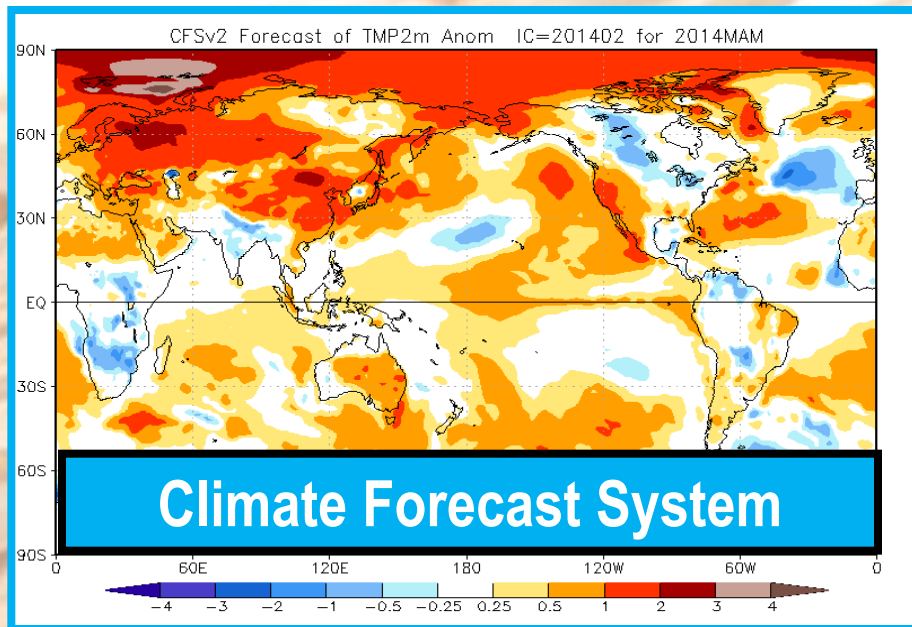 CFSv2 Forecast of TMP2m Anom IC=201402 for 2014MAM
90N
60N
30N
EQ
30S
60S
90S
Climate Forecast System
0 60E 120E 180 120W 60W 0
-4 -3 -2 -1 -0.5 -0.25 0.25 0.5 1 2 3 4